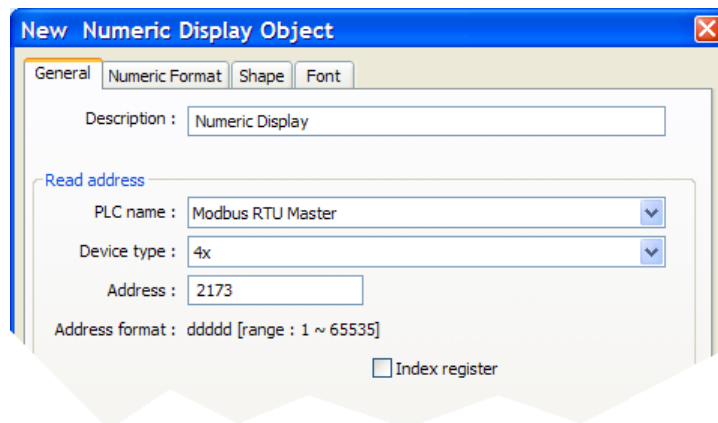 New Numeric Display Object
General Numeric Format Shape Font
Description : Numeric Display
Read address
PLC name : Modbus RTU Master
Device type : 4x
Address : 2173
Address format : ddddd [range : 1 ~ 65535]
Index register